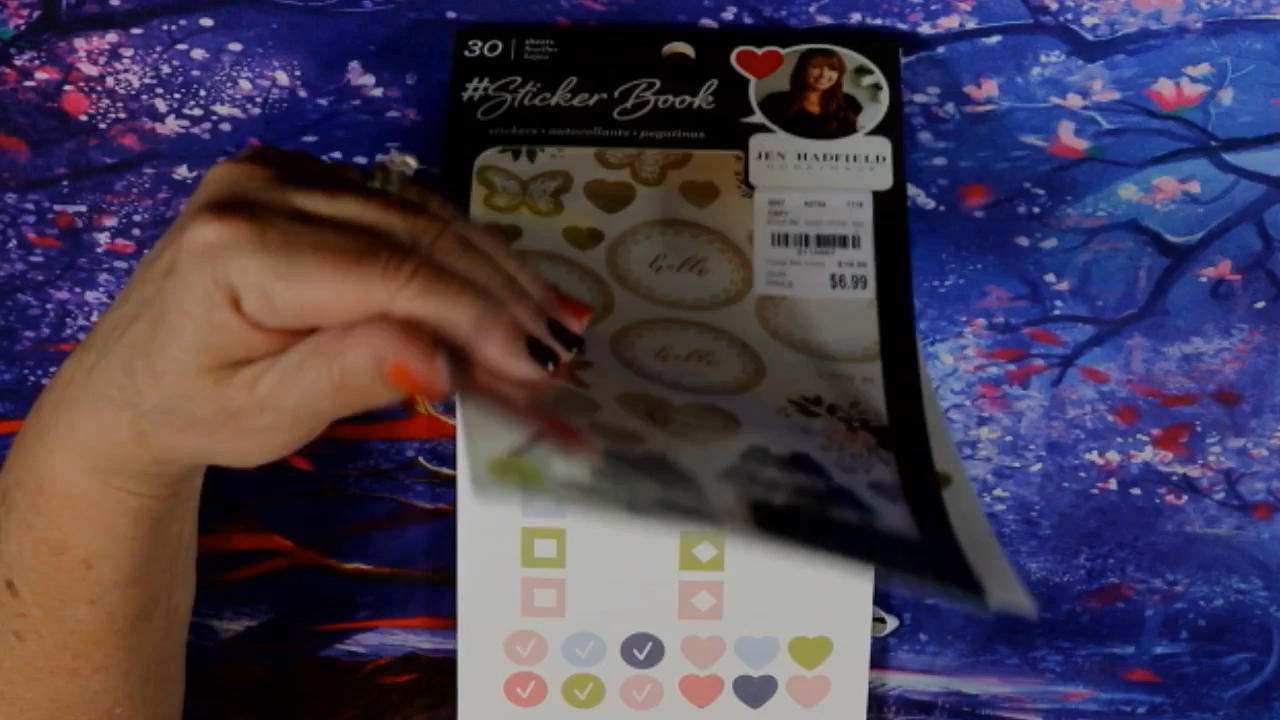 30 | sheets
feuilles
hojas
#Sticker Book
stickers • autocollants • pegatinas
JEN HADFIELD
hello
$6.99
hello